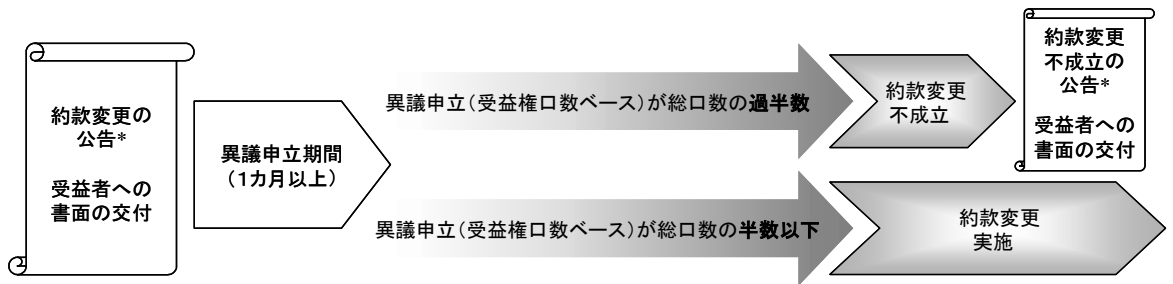 約款変更の
公告*
受益者への
書面の交付
異議申立期間
(1カ月以上)
異議申立(受益権口数ベース)が総口数の過半数
約款変更
不成立
約款変更
不成立の
公告*
受益者への
書面の交付
異議申立(受益権口数ベース)が総口数の半数以下
約款変更
実施